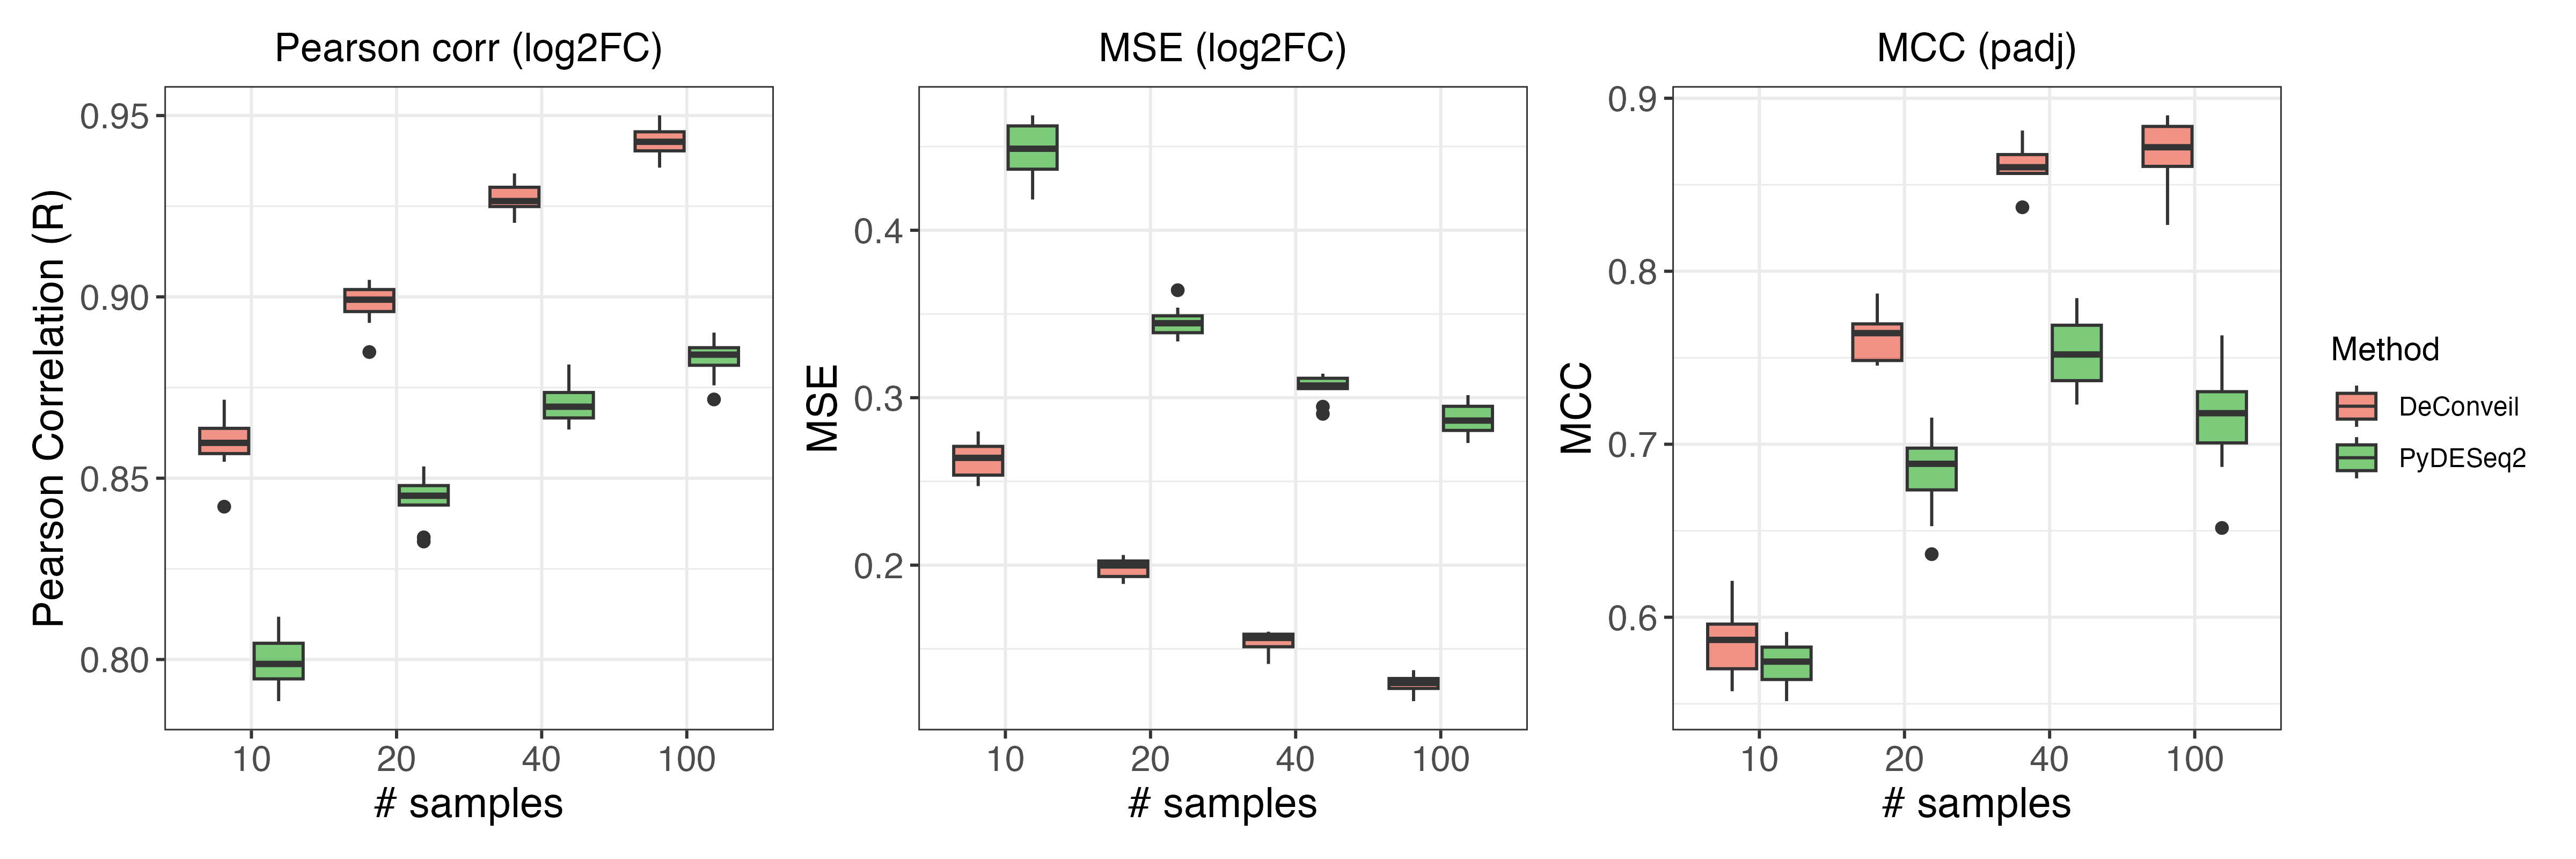 Pearson corr (log2FC)
Pearson Correlation (R)
0.95
0.90
0.85
0.80
10 20 40 100
# samples
MSE (log2FC)
MSE
0.4
0.3
0.2
10 20 40 100
# samples
MCC (padj)
MCC
0.9
0.8
0.7
0.6
10 20 40 100
# samples
Method
DeConveil
PyDESeq2